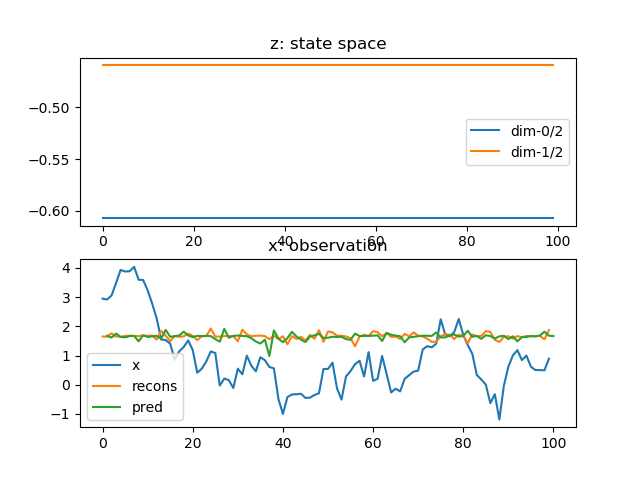 z: state space
−0.50
−0.55
−0.60
dim-0/2
dim-1/2
0 20 40 60 80 100
x: observation
4
3
2
1
0
−1
x
recons
pred
0 20 40 60 80 100